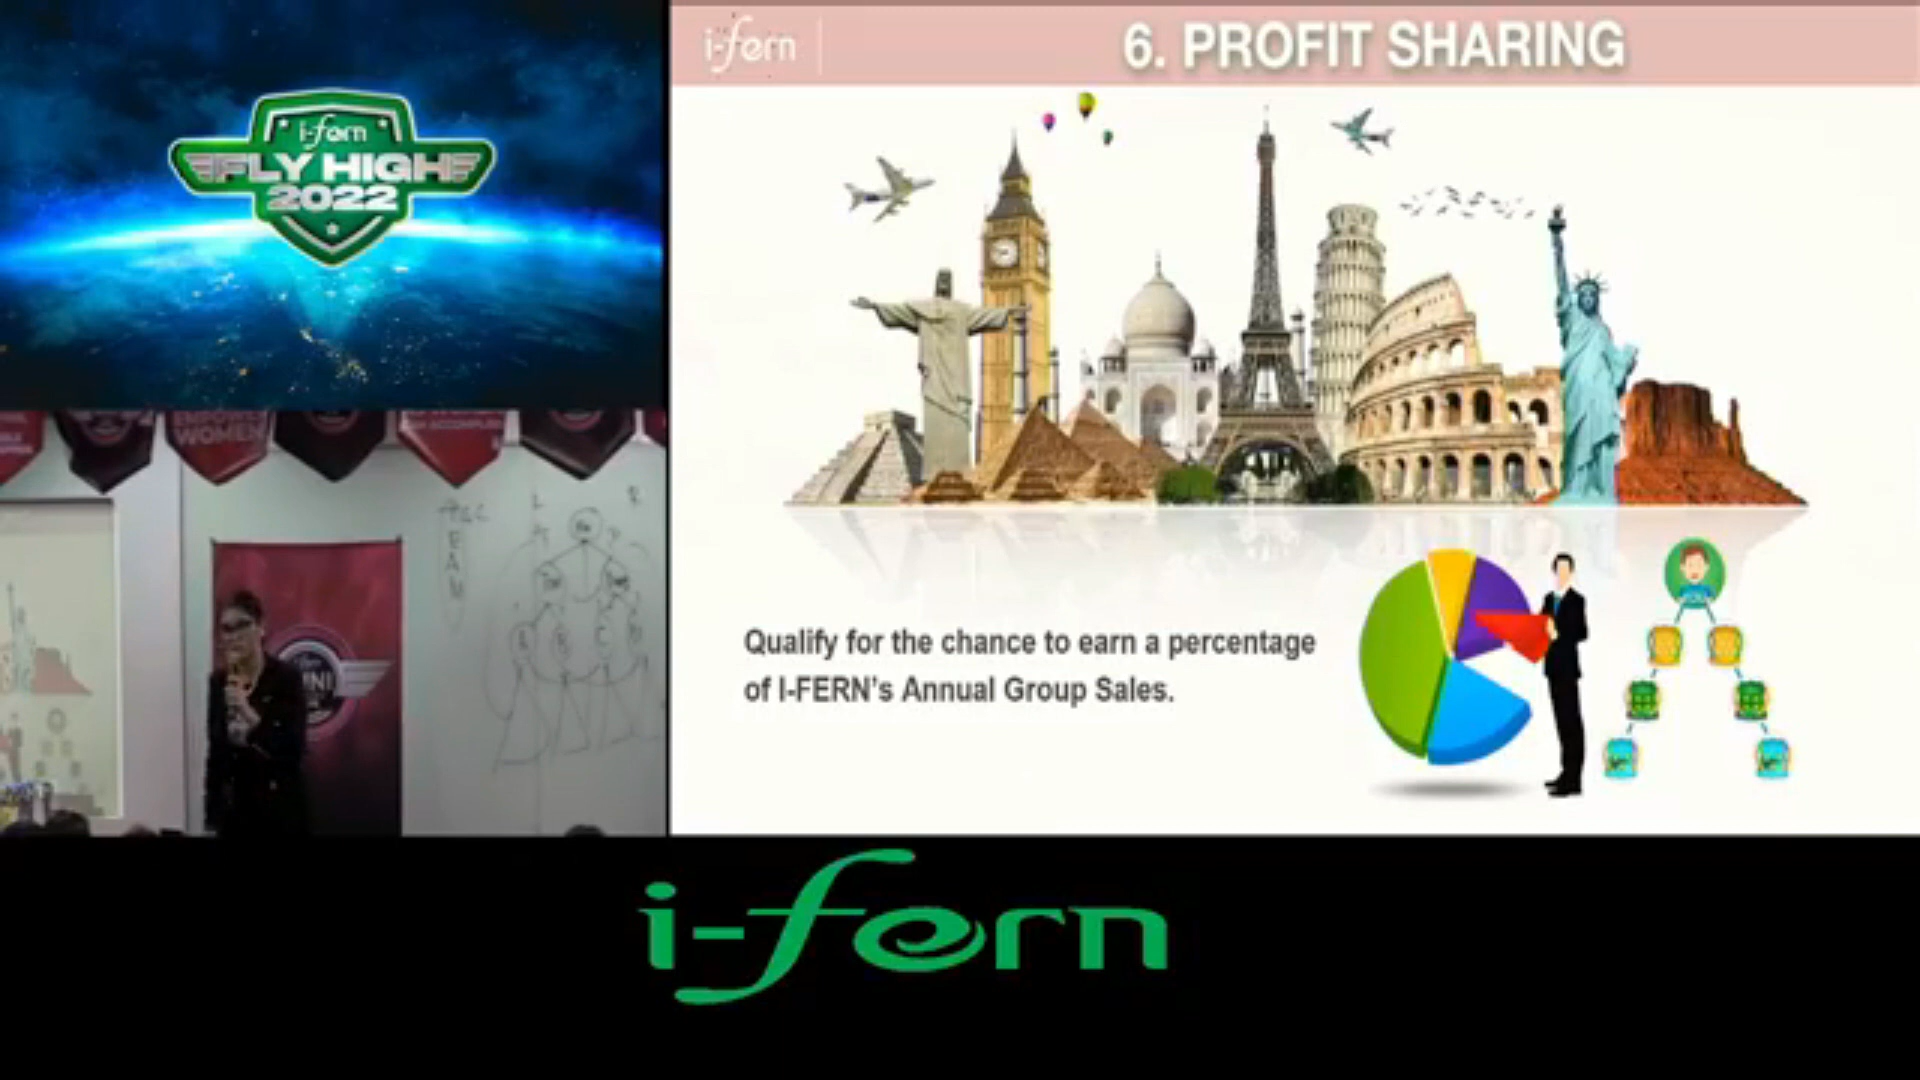 i-fern
FLY HIGH
2022
i-fern
6. PROFIT SHARING
WOMEN
L
R
A
B
C
Qualify for the chance to earn a percentage
of I-FERN's Annual Group Sales.
i-fern